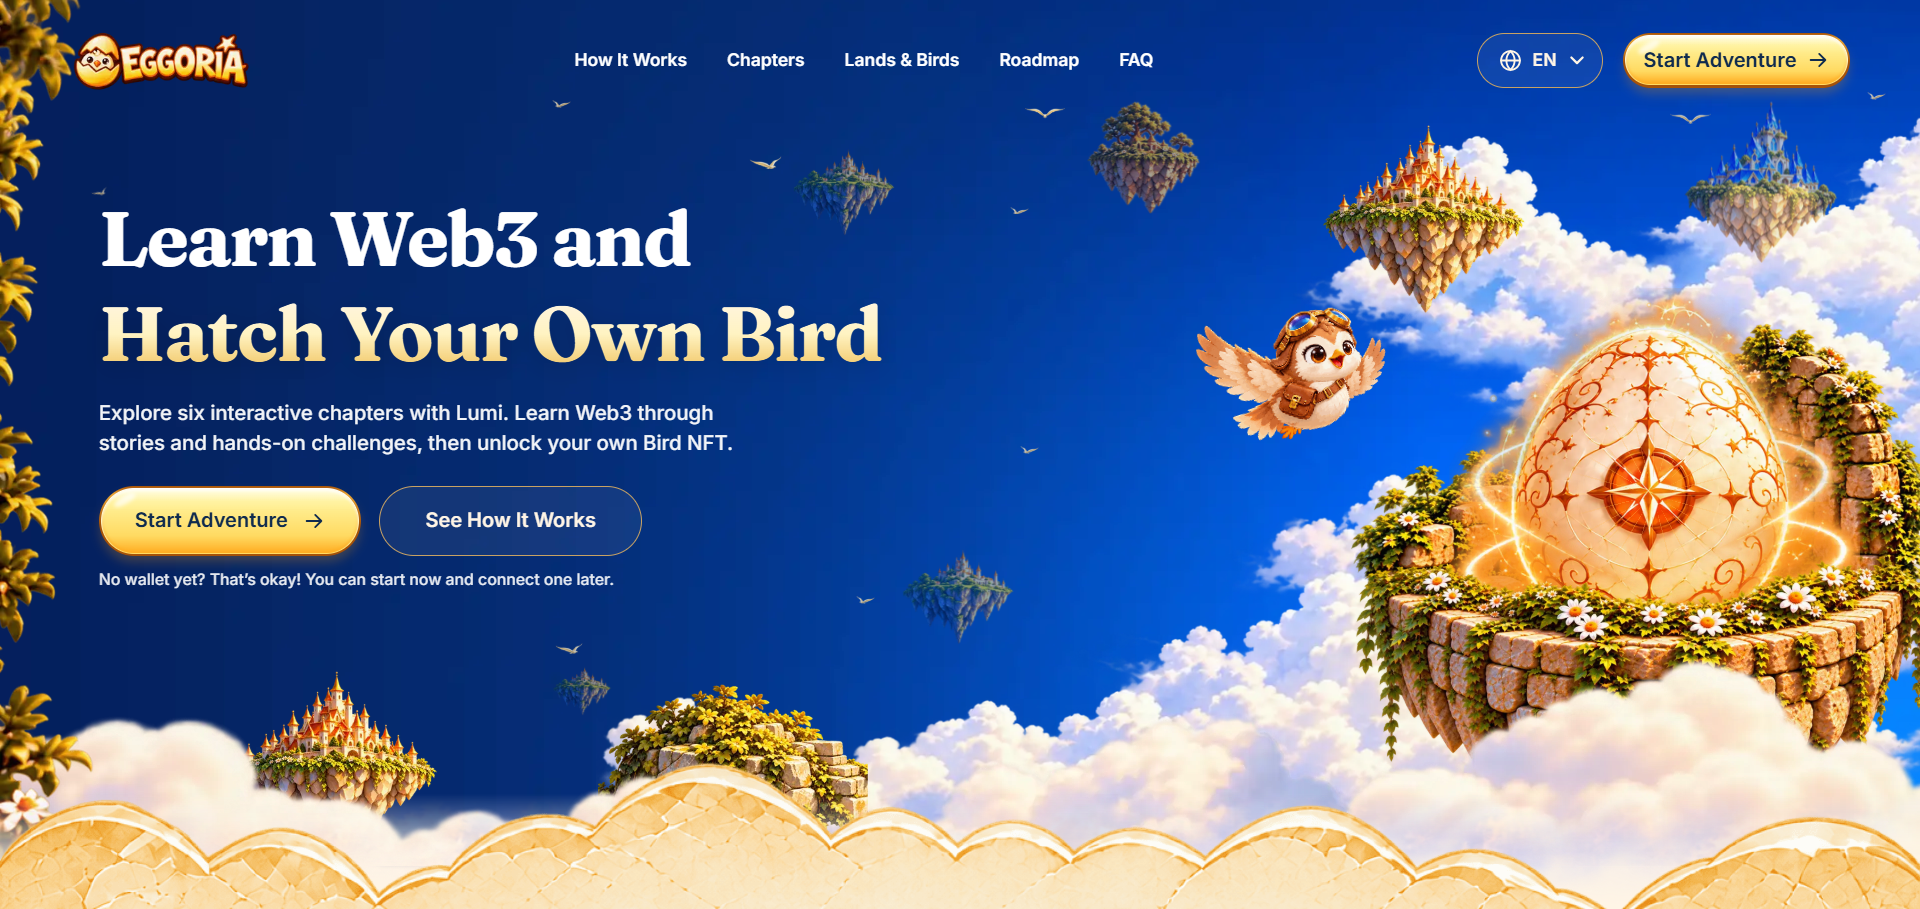 EGGORIA
How It Works
Chapters
Lands & Birds
Roadmap
FAQ
EN
Start Adventure
Learn Web3 and
Hatch Your Own Bird
Explore six interactive chapters with Lumi. Learn Web3 through
stories and hands-on challenges, then unlock your own Bird NFT.
Start Adventure
See How It Works
No wallet yet? That’s okay! You can start now and connect one later.